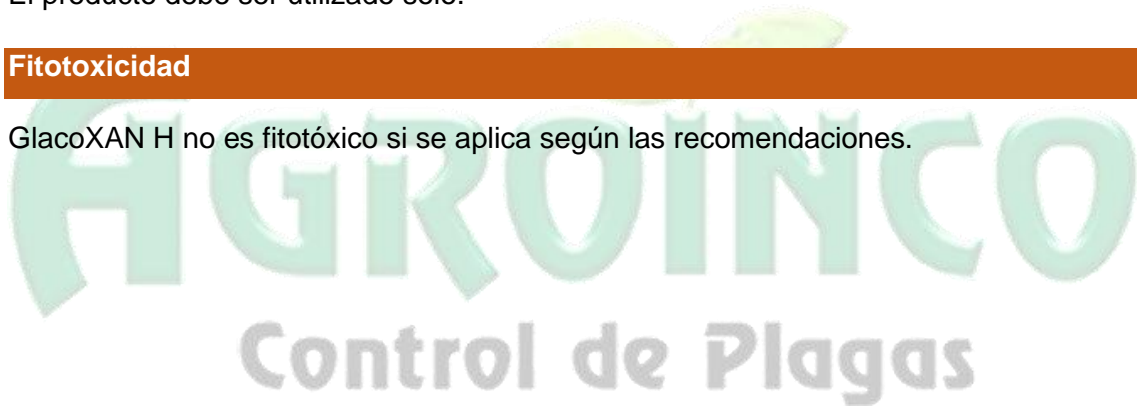 El producto debe ser utilizado solo.
Fitotoxicidad
GlacoXAN H no es fitotóxico si se aplica según las recomendaciones.
AGROINCO
Control de Plagas